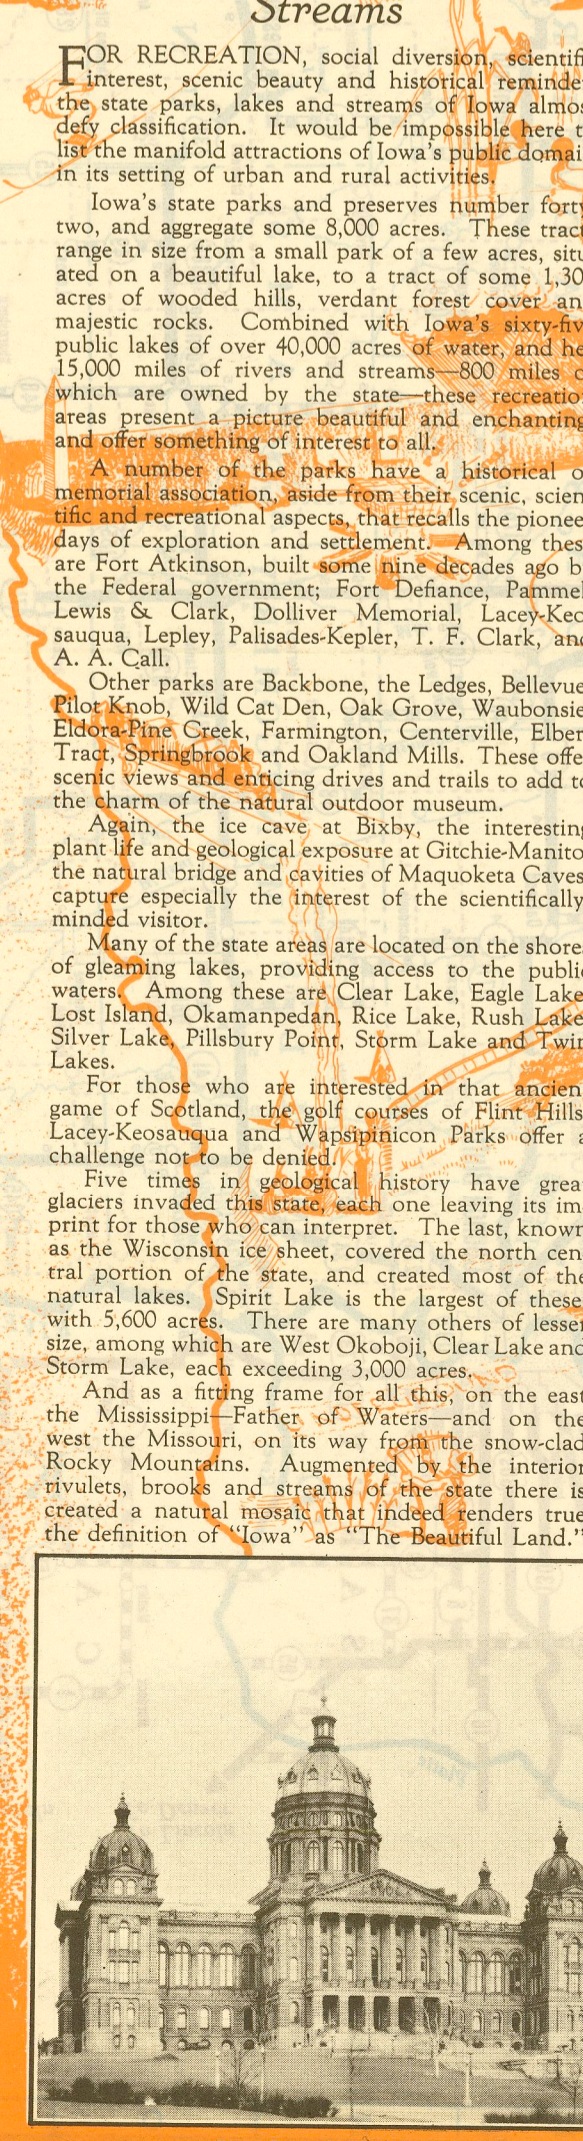 Streams
FOR RECREATION, social diversion, scientifi
interest, scenic beauty and historical reminde
the state parks, lakes and streams of Iowa almos
defy classification. It would be impossible here t
list the manifold attractions of Iowa's public domai
in its setting of urban and rural activities.
Iowa's state parks and preserves number forty
two, and aggregate some 8,000 acres. These tract
range in size from a small park of a few acres, situ
ated on a beautiful lake, to a tract of some 1,30
acres of wooded hills, verdant forest cover an
majestic rocks. Combined with Iowa's sixty-fiv
public lakes of over 40,000 acres of water, and he
15,000 miles of rivers and streams—800 miles o
which are owned by the state—these recreatio
areas present a picture beautiful and enchanting
and offer something of interest to all.
A number of the parks have a historical o
memorial association, aside from their scenic, scien
tific and recreational aspects, that recalls the pionee
days of exploration and settlement. Among thes
are Fort Atkinson, built some nine decades ago b
the Federal government; Fort Defiance, Pammel
Lewis & Clark, Dolliver Memorial, Lacey-Keo
sauqua, Lepley, Palisades-Kepler, T. F. Clark, and
A. A. Call.
Other parks are Backbone, the Ledges, Bellevue
Pilot Knob, Wild Cat Den, Oak Grove, Waubonsie
Eldora-Pine Creek, Farmington, Centerville, Elber
Tract, Springbrook and Oakland Mills. These offe
scenic views and enticing drives and trails to add to
the charm of the natural outdoor museum.
Again, the ice cave at Bixby, the interesting
plant life and geological exposure at Gitchie-Manito
the natural bridge and cavities of Maquoketa Caves
capture especially the interest of the scientifically
minded visitor.
Many of the state areas are located on the shore
of gleaming lakes, providing access to the public
waters. Among these are Clear Lake, Eagle Lake
Lost Island, Okamanpedan, Rice Lake, Rush Lake
Silver Lake, Pillsbury Point, Storm Lake and Twin
Lakes.
For those who are interested in that ancien
game of Scotland, the golf courses of Flint Hills
Lacey-Keosauqua and Wapsipinicon Parks offer a
challenge not to be denied.
Five times in geological history have grea
glaciers invaded this state, each one leaving its im
print for those who can interpret. The last, known
as the Wisconsin ice sheet, covered the north cen
tral portion of the state, and created most of the
natural lakes. Spirit Lake is the largest of these
with 5,600 acres. There are many others of lesser
size, among which are West Okoboji, Clear Lake and
Storm Lake, each exceeding 3,000 acres.
And as a fitting frame for all this, on the east
the Mississippi—Father of Waters—and on the
west the Missouri, on its way from the snow-clad
Rocky Mountains. Augmented by the interior
rivulets, brooks and streams of the state there is
created a natural mosaic that indeed renders true
the definition of "Iowa" as "The Beautiful Land."